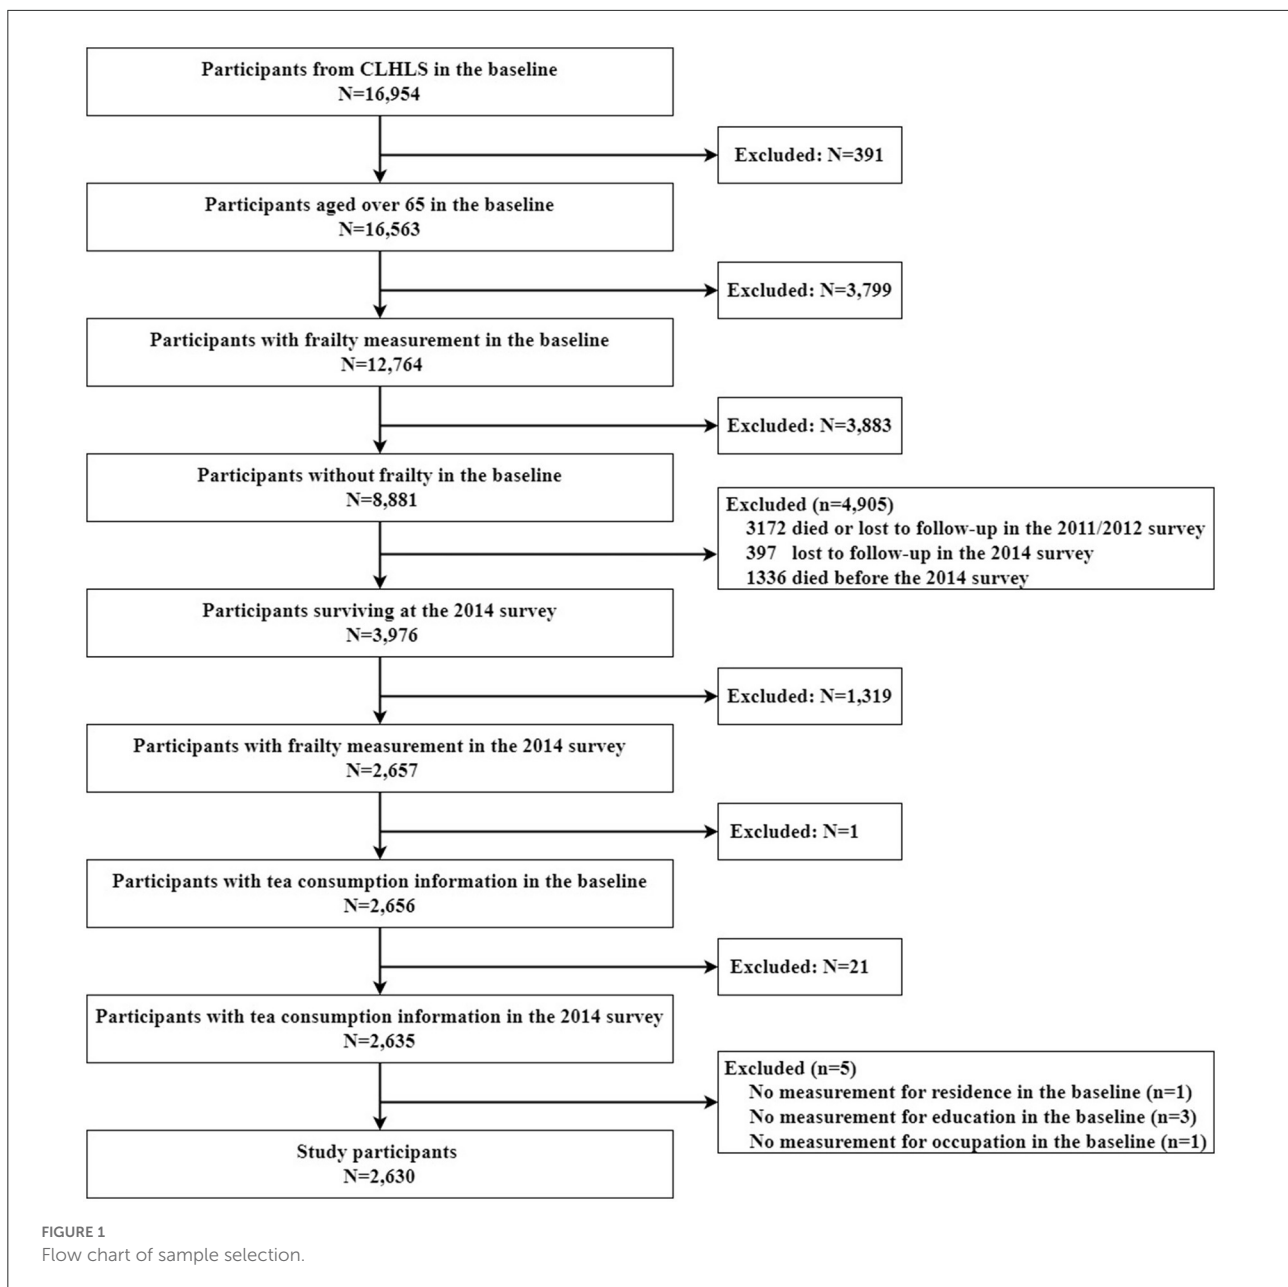 Participants from CLHLS in the baseline
N=16,954
Excluded: N=391
Participants aged over 65 in the baseline
N=16,563
Excluded: N=3,799
Participants with frailty measurement in the baseline
N=12,764
Excluded: N=3,883
Participants without frailty in the baseline
N=8,881
Excluded (n=4,905)
3172 died or lost to follow-up in the 2011/2012 survey
397 lost to follow-up in the 2014 survey
1336 died before the 2014 survey
Participants surviving at the 2014 survey
N=3,976
Excluded: N=1,319
Participants with frailty measurement in the 2014 survey
N=2,657
Excluded: N=1
Participants with tea consumption information in the baseline
N=2,656
Excluded: N=21
Participants with tea consumption information in the 2014 survey
N=2,635
Excluded (n=5)
No measurement for residence in the baseline (n=1)
No measurement for education in the baseline (n=3)
No measurement for occupation in the baseline (n=1)
Study participants
N=2,630
FIGURE 1
Flow chart of sample selection.